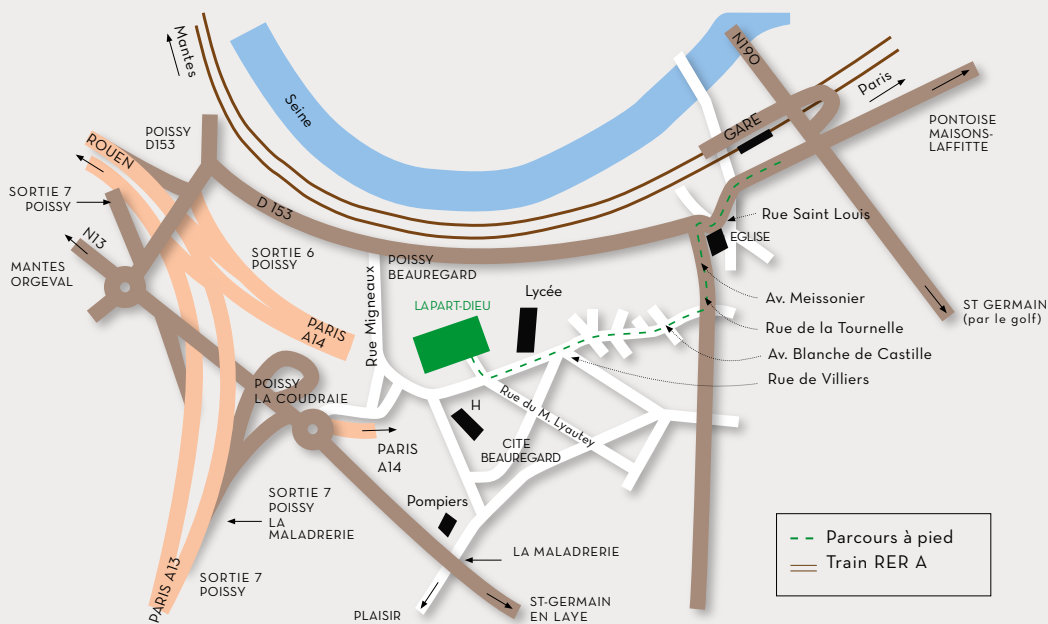 Mantes
Seine
N190
Paris
GARE
PONTOISE
MAISONS-
LAFFITTE
POISSY
D153
ROUEN
SORTIE 7
POISSY
D 153
N13
MANTES
ORGEVAL
SORTIE 6
POISSY
POISSY
BEAUREGARD
Rue Saint Louis
EGLISE
Rue Migneaux
LA PART-DIEU
Lycée
Av. Meissonier
ST GERMAIN
(par le golf)
Rue de la Tournelle
PARIS
A14
Av. Blanche de Castille
Rue de Villiers
POISSY
LA COUDRAIE
H
Rue du M. Lyautey
PARIS
A14
CITE
BEAUREGARD
SORTIE 7
POISSY
LA
MALADRERIE
Pompiers
LA MALADRERIE
PARIS A13
SORTIE 7
POISSY
PLAISIR
ST-GERMAIN
EN LAYE
Parcours à pied
Train RER A